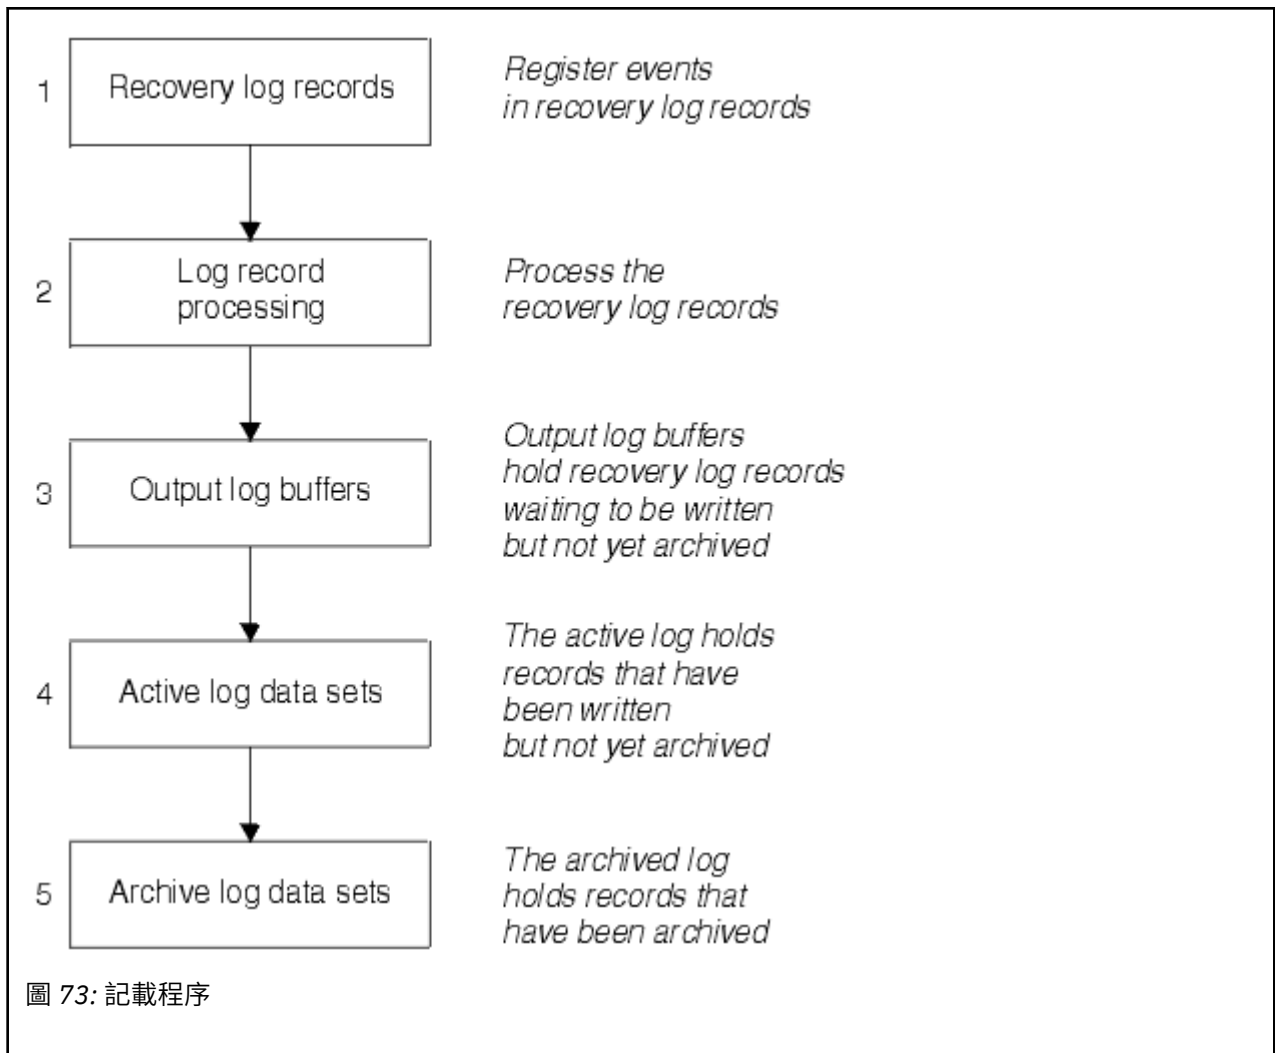 1
Recovery log records
Register events
in recovery log records
2
Log record
processing
Process the
recovery log records
3
Output log buffers
Output log buffers
hold recovery log records
waiting to be written
but not yet archived
4
Active log data sets
The active log holds
records that have
been written
but not yet archived
5
Archive log data sets
The archived log
holds records that
have been archived
圖 73: 記載程序